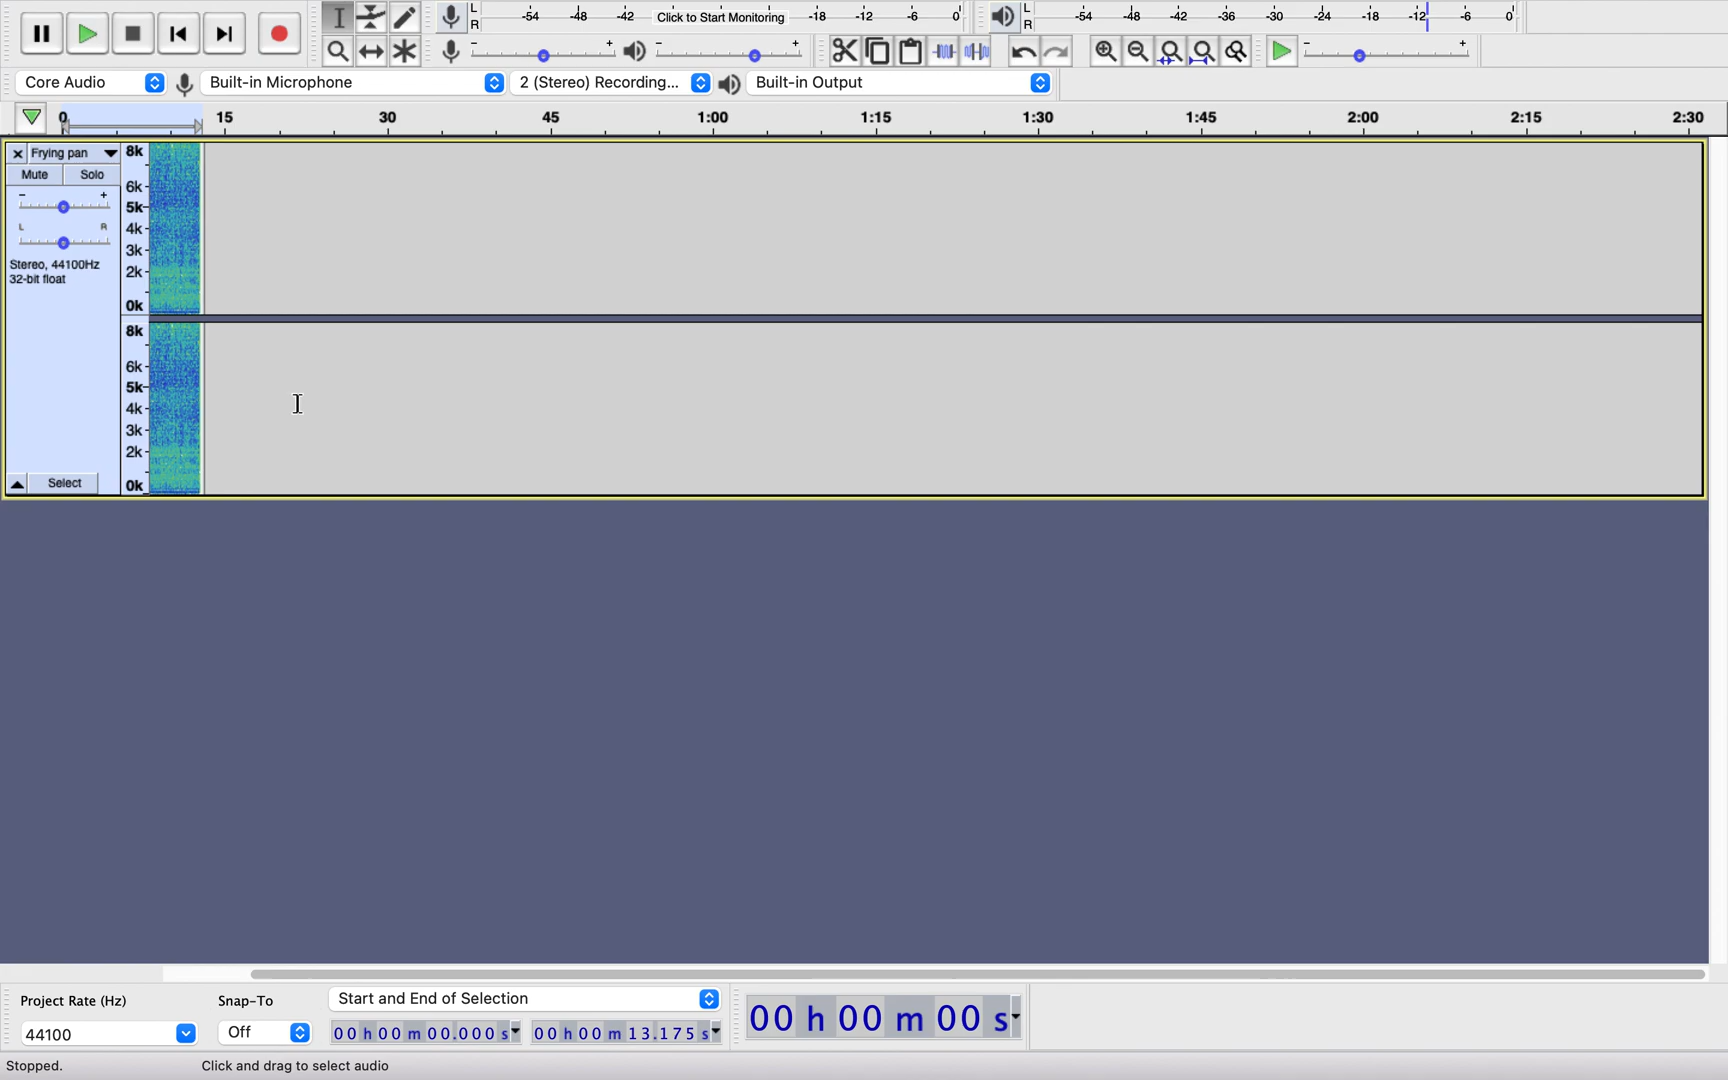 L
R
-54 -48 -42 Click to Start Monitoring -18 -12 -6 0
L
R
-54 -48 -42 -36 -30 -24 -18 -12 -6 0
- +
- +
- +
Core Audio
Built-in Microphone
2 (Stereo) Recording...
Built-in Output
0 15 30 45 1:00 1:15 1:30 1:45 2:00 2:15 2:30
Frying pan
Mute Solo
- +
L R
Stereo, 44100Hz
32-bit float
Select
8k
6k
5k
4k
3k
2k
0k
8k
6k
5k
4k
3k
2k
0k
Project Rate (Hz)
44100
Snap-To
Off
Start and End of Selection
00 h 00 m 00.000 s
00 h 00 m 13.175 s
00 h 00 m 00 s
Stopped.
Click and drag to select audio